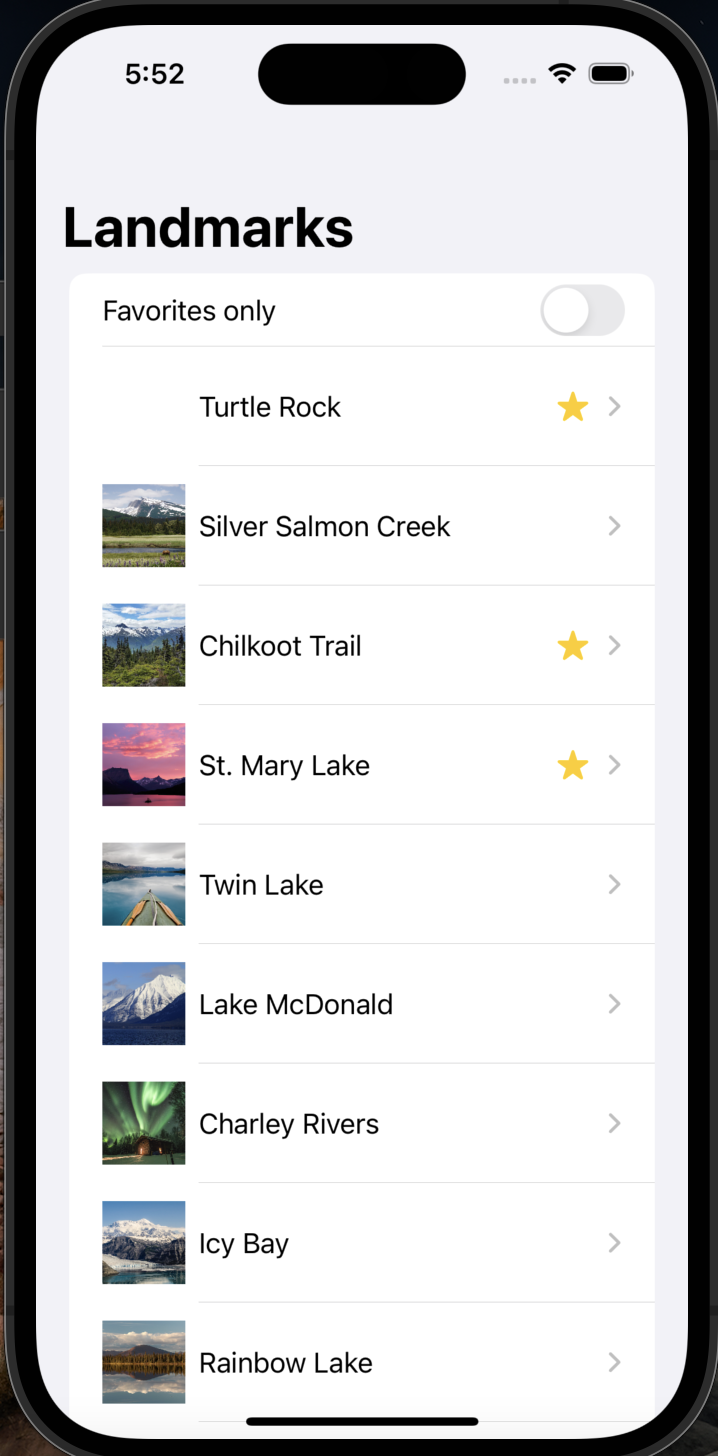 5:52
Landmarks
Favorites only
Turtle Rock
Silver Salmon Creek
Chilkoot Trail
St. Mary Lake
Twin Lake
Lake McDonald
Charley Rivers
Icy Bay
Rainbow Lake